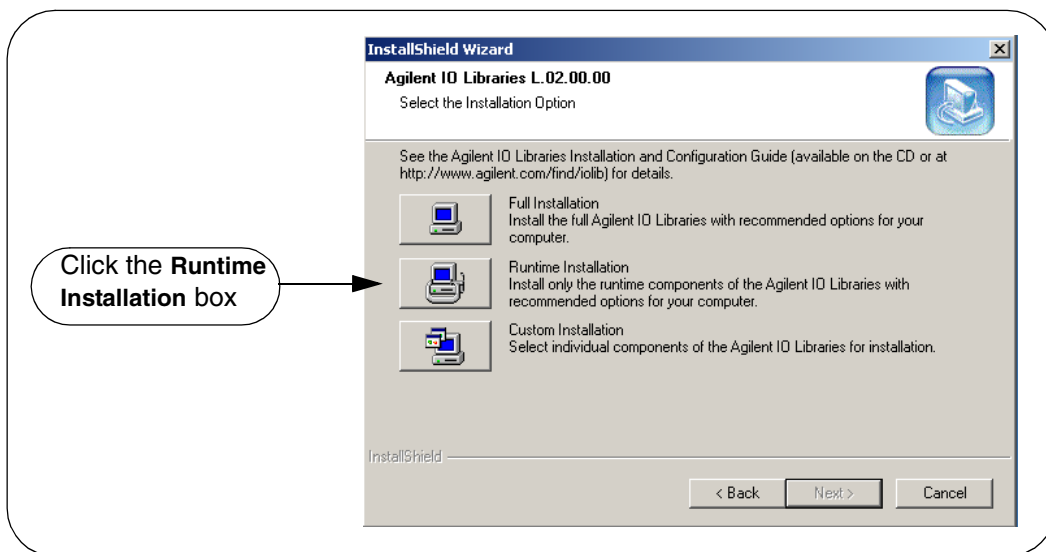 InstallShield Wizard
Agilent IO Libraries L.02.00.00
Select the Installation Option
See the Agilent IO Libraries Installation and Configuration Guide (available on the CD or at
http://www.agilent.com/find/iolib) for details.
Full Installation
Install the full Agilent IO Libraries with recommended options for your
computer.
Click the Runtime
Installation box
Runtime Installation
Install only the runtime components of the Agilent IO Libraries with
recommended options for your computer.
Custom Installation
Select individual components of the Agilent IO Libraries for installation.
InstallShield
< Back
Next >
Cancel